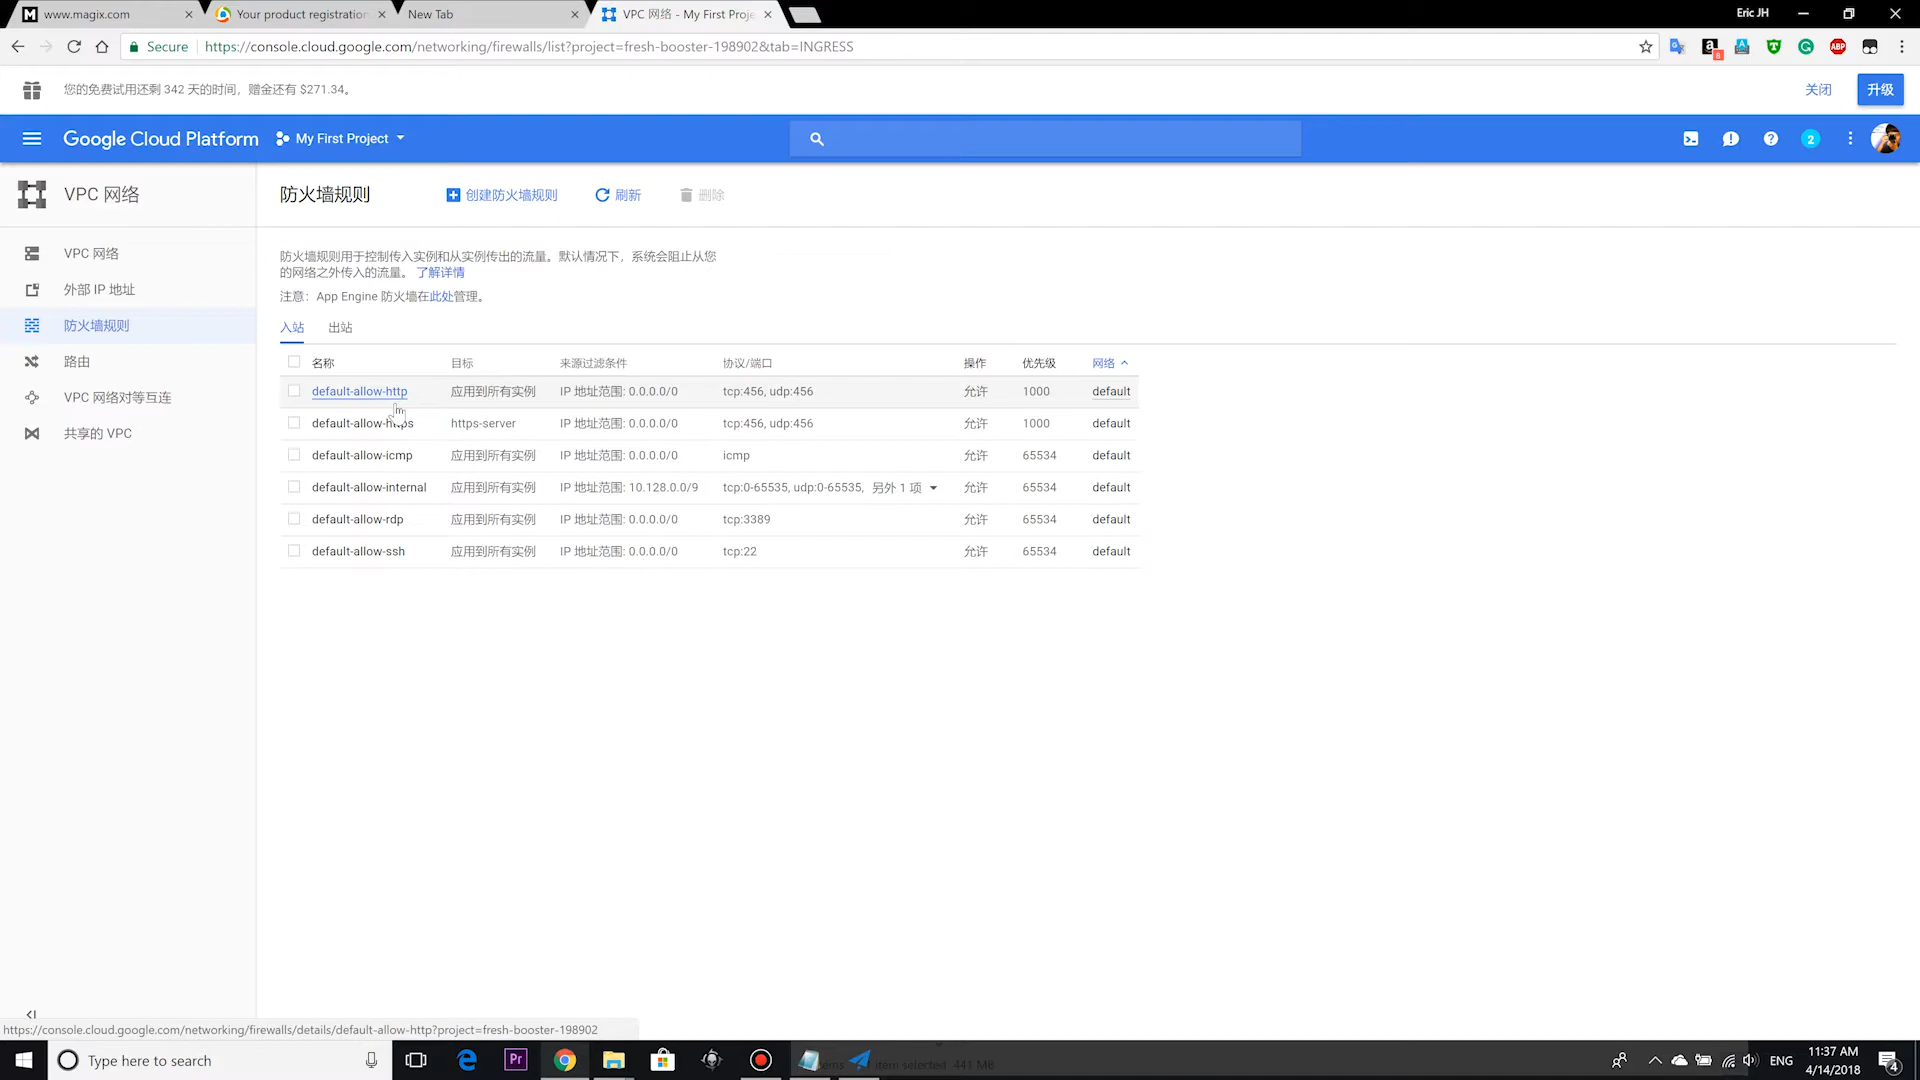 www.magix.com
Your product registration
New Tab
VPC 网络 - My First Proje
Eric JH
Secure
https://console.cloud.google.com/networking/firewalls/list?project=fresh-booster-198902&tab=INGRESS
您的免费试用还剩 342 天的时间，赠金还有 $271.34。
关闭
升级
Google Cloud Platform
My First Project
2
VPC 网络
防火墙规则
创建防火墙规则
刷新
删除
VPC 网络
外部 IP 地址
防火墙规则
路由
VPC 网络对等互连
共享的 VPC
防火墙规则用于控制传入实例和从实例传出的流量。默认情况下，系统会阻止从您
的网络之外传入的流量。 了解详情
注意：App Engine 防火墙在此处管理。
入站 出站
名称 目标 来源过滤条件 协议/端口 操作 优先级 网络
default-allow-http 应用到所有实例 IP 地址范围: 0.0.0.0/0 tcp:456, udp:456 允许 1000 default
default-allow-https https-server IP 地址范围: 0.0.0.0/0 tcp:456, udp:456 允许 1000 default
default-allow-icmp 应用到所有实例 IP 地址范围: 0.0.0.0/0 icmp 允许 65534 default
default-allow-internal 应用到所有实例 IP 地址范围: 10.128.0.0/9 tcp:0-65535, udp:0-65535, 另外 1 项 允许 65534 default
default-allow-rdp 应用到所有实例 IP 地址范围: 0.0.0.0/0 tcp:3389 允许 65534 default
default-allow-ssh 应用到所有实例 IP 地址范围: 0.0.0.0/0 tcp:22 允许 65534 default
https://console.cloud.google.com/networking/firewalls/details/default-allow-http?project=fresh-booster-198902
Type here to search
Pr
item selected 441 MB
ENG
11:37 AM
4/14/2018
4